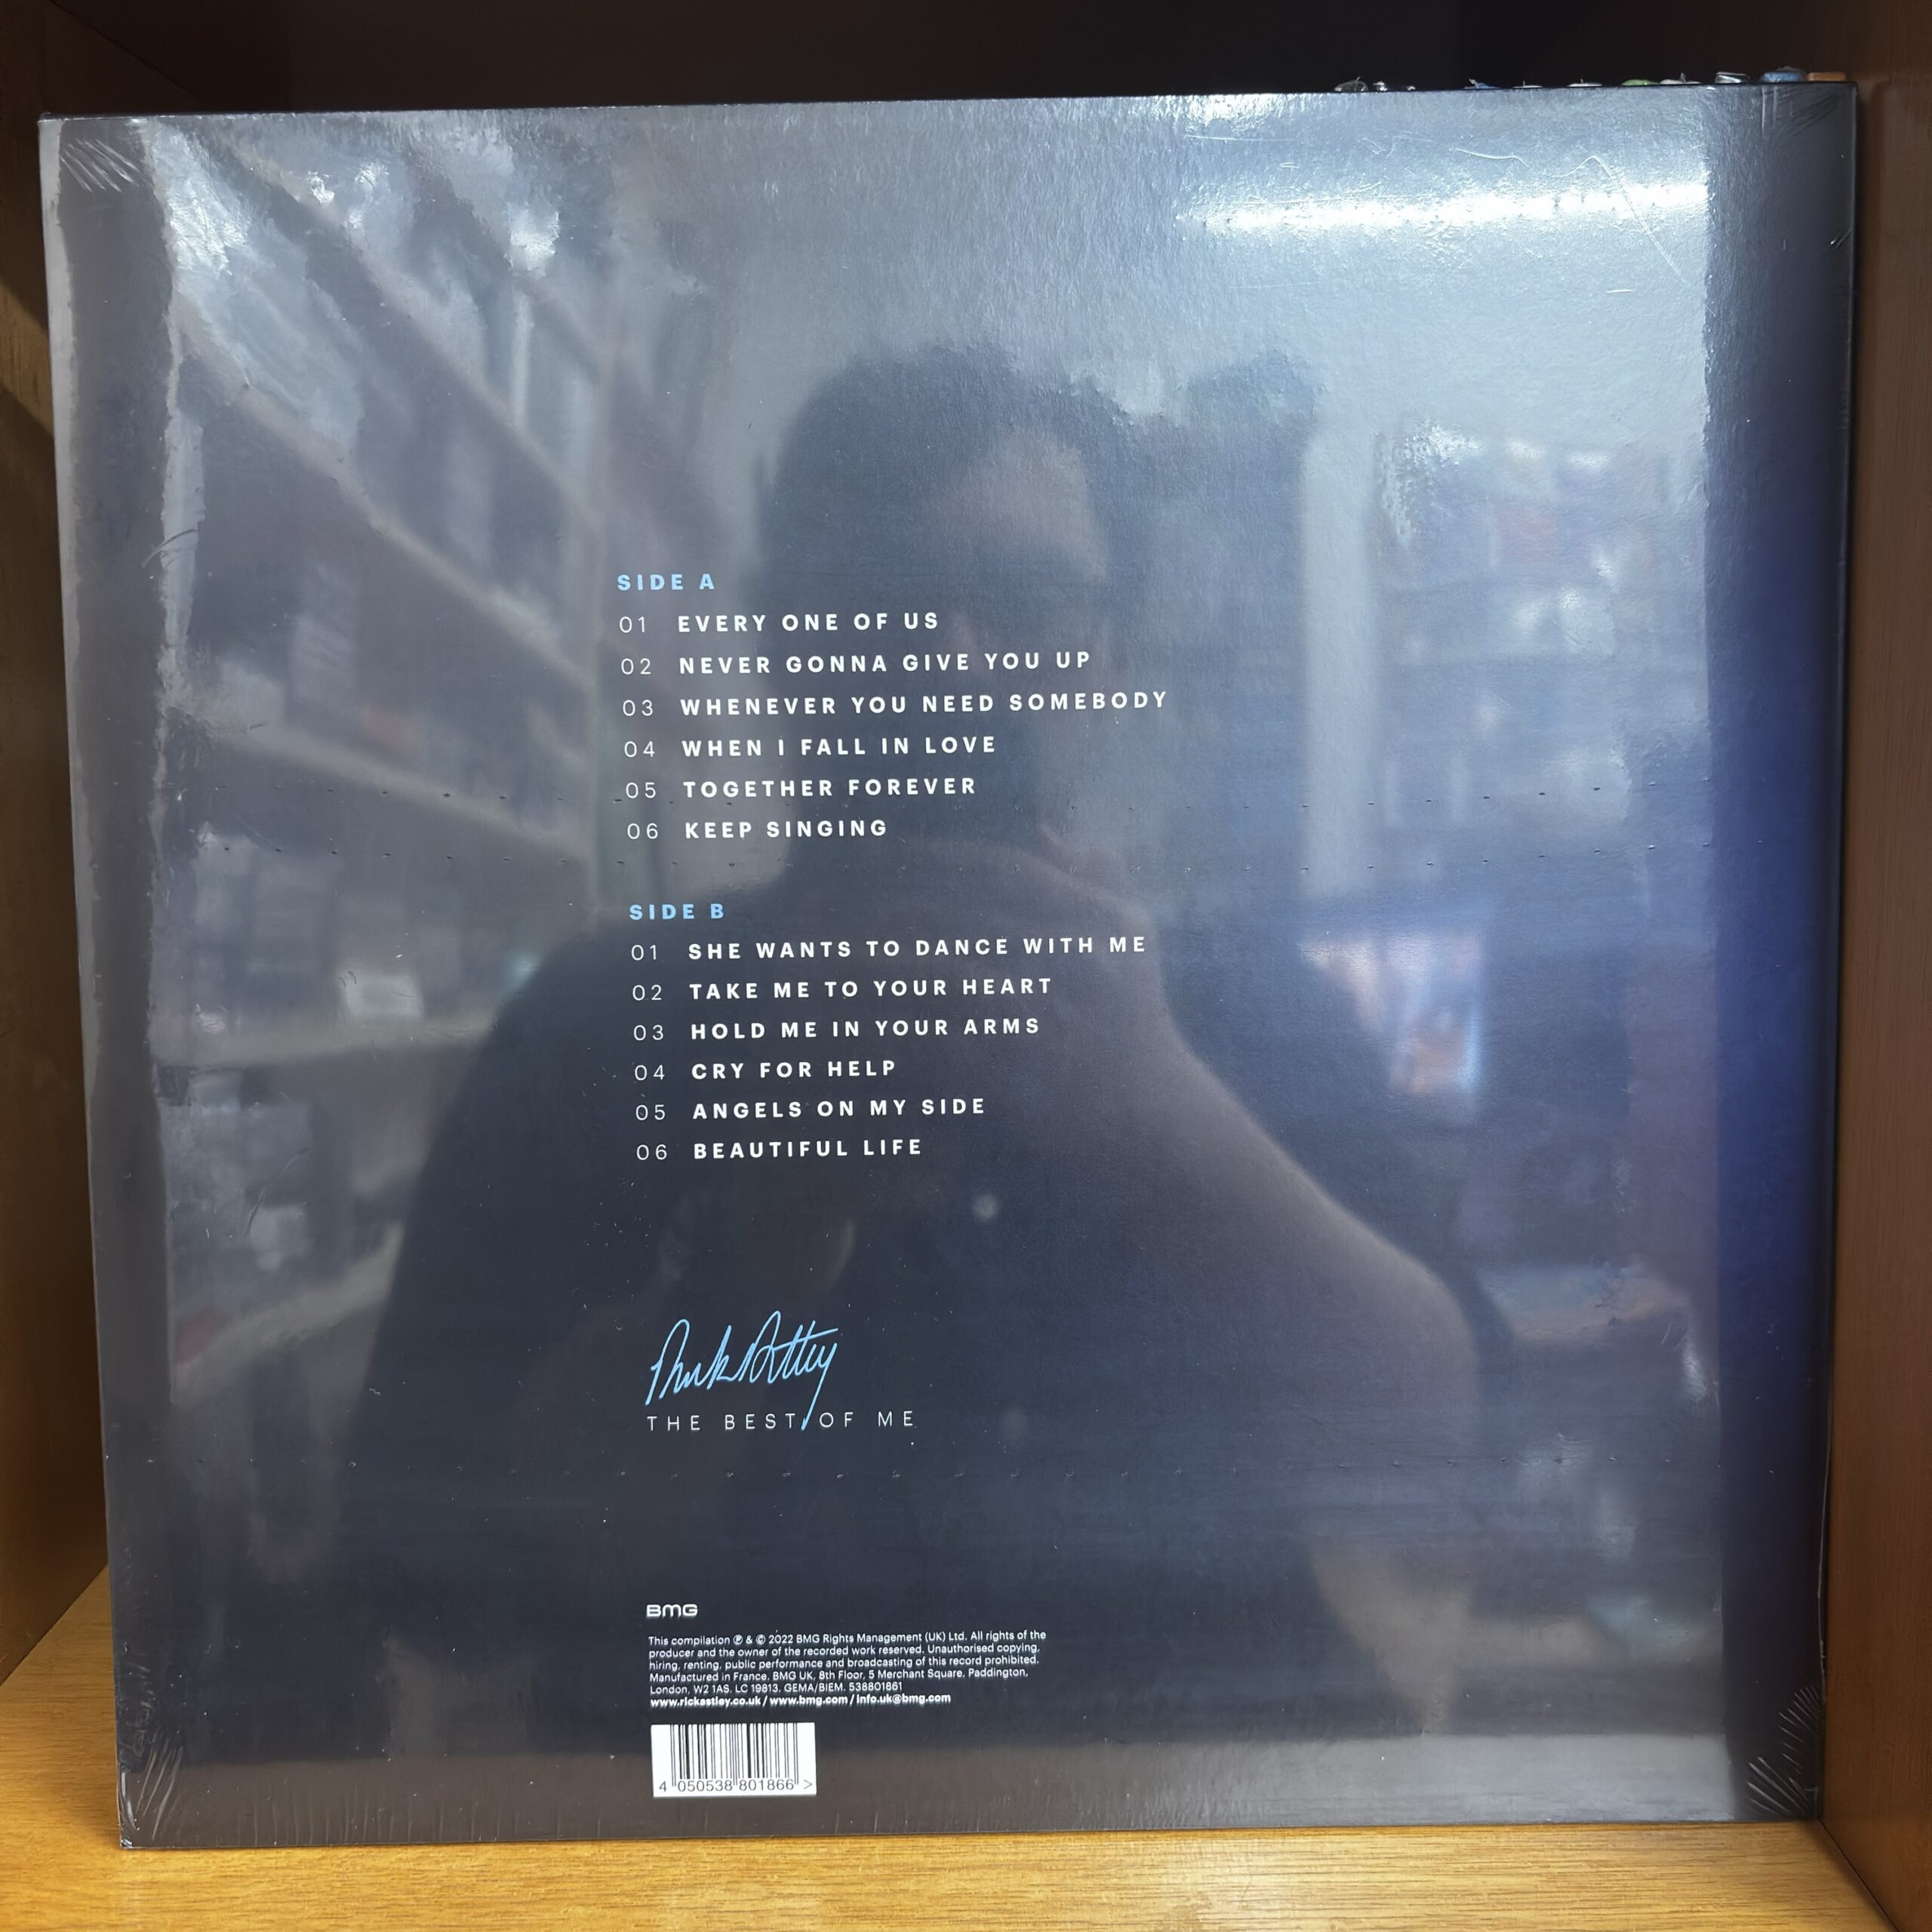 SIDE A
01 EVERY ONE OF US
02 NEVER GONNA GIVE YOU UP
03 WHENEVER YOU NEED SOMEBODY
04 WHEN I FALL IN LOVE
05 TOGETHER FOREVER
06 KEEP SINGING
SIDE B
01 SHE WANTS TO DANCE WITH ME
02 TAKE ME TO YOUR HEART
03 HOLD ME IN YOUR ARMS
04 CRY FOR HELP
05 ANGELS ON MY SIDE
06 BEAUTIFUL LIFE
Rick Astley
THE BEST OF ME
BMG
This compilation ℗ & © 2022 BMG Rights Management (UK) Ltd. All rights of the
producer and the owner of the recorded work reserved. Unauthorised copying,
hiring, renting, public performance and broadcasting of this record prohibited.
Manufactured in France. BMG UK, 8th Floor, 5 Merchant Square, Paddington,
London, W2 1AS. LC 19813. GEMA/BIEM. 538801861
www.rickastley.co.uk / www.bmg.com / info.uk@bmg.com
4 050538 801866 >